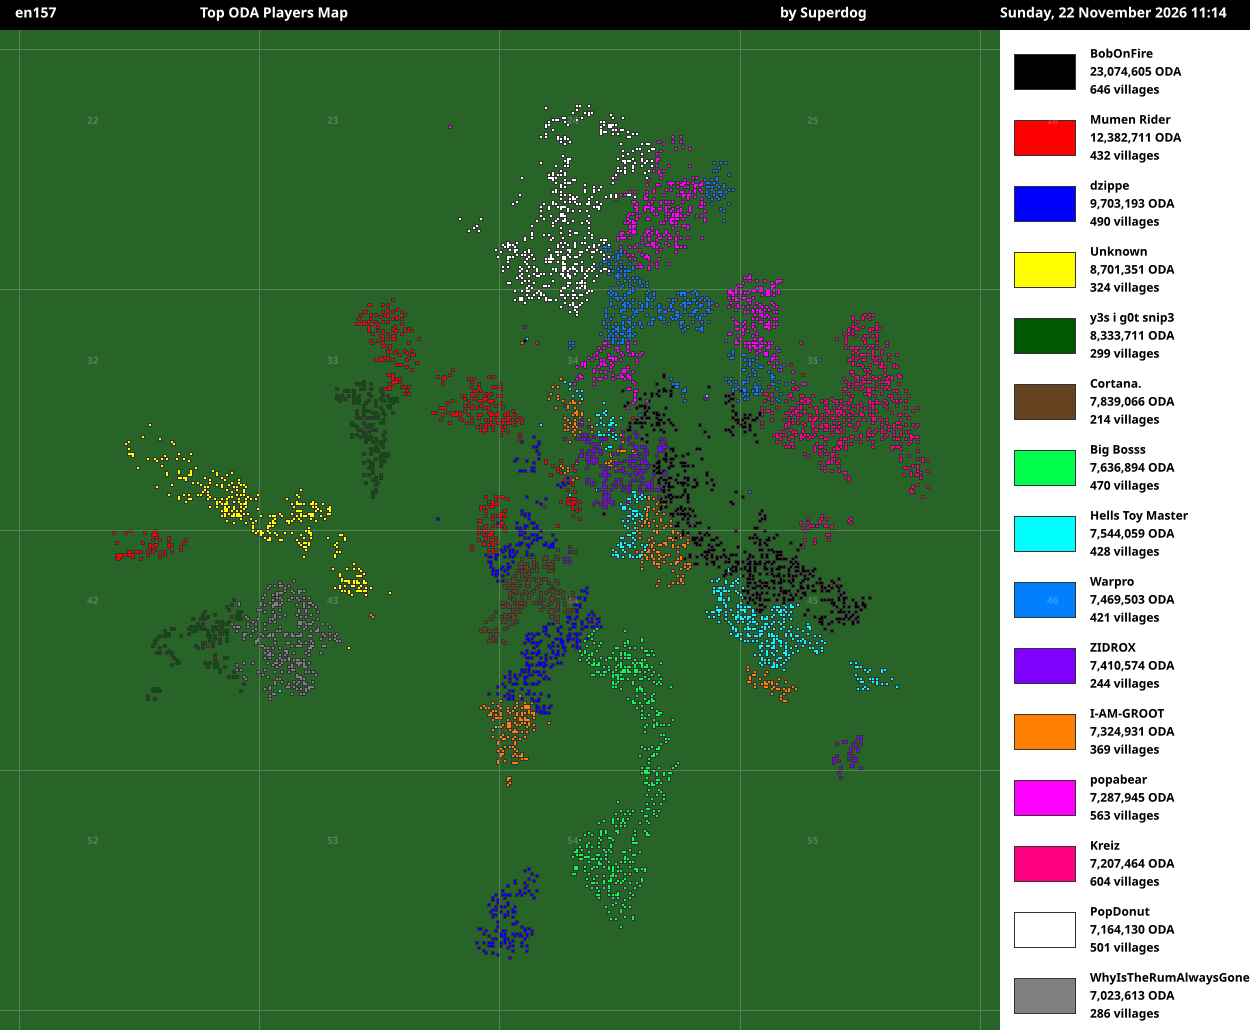 en157 Top ODA Players Map by Superdog Sunday, 22 November 2026 11:14
BobOnFire
23,074,605 ODA
646 villages
Mumen Rider
12,382,711 ODA
432 villages
dzippe
9,703,193 ODA
490 villages
Unknown
8,701,351 ODA
324 villages
y3s i g0t snip3
8,333,711 ODA
299 villages
Cortana.
7,839,066 ODA
214 villages
Big Bosss
7,636,894 ODA
470 villages
Hells Toy Master
7,544,059 ODA
428 villages
Warpro
7,469,503 ODA
421 villages
ZIDROX
7,410,574 ODA
244 villages
I-AM-GROOT
7,324,931 ODA
369 villages
popabear
7,287,945 ODA
563 villages
Kreiz
7,207,464 ODA
604 villages
PopDonut
7,164,130 ODA
501 villages
WhyIsTheRumAlwaysGone
7,023,613 ODA
286 villages
22 23 25
32 33 34 35
42 43 45 46
52 53 54 55